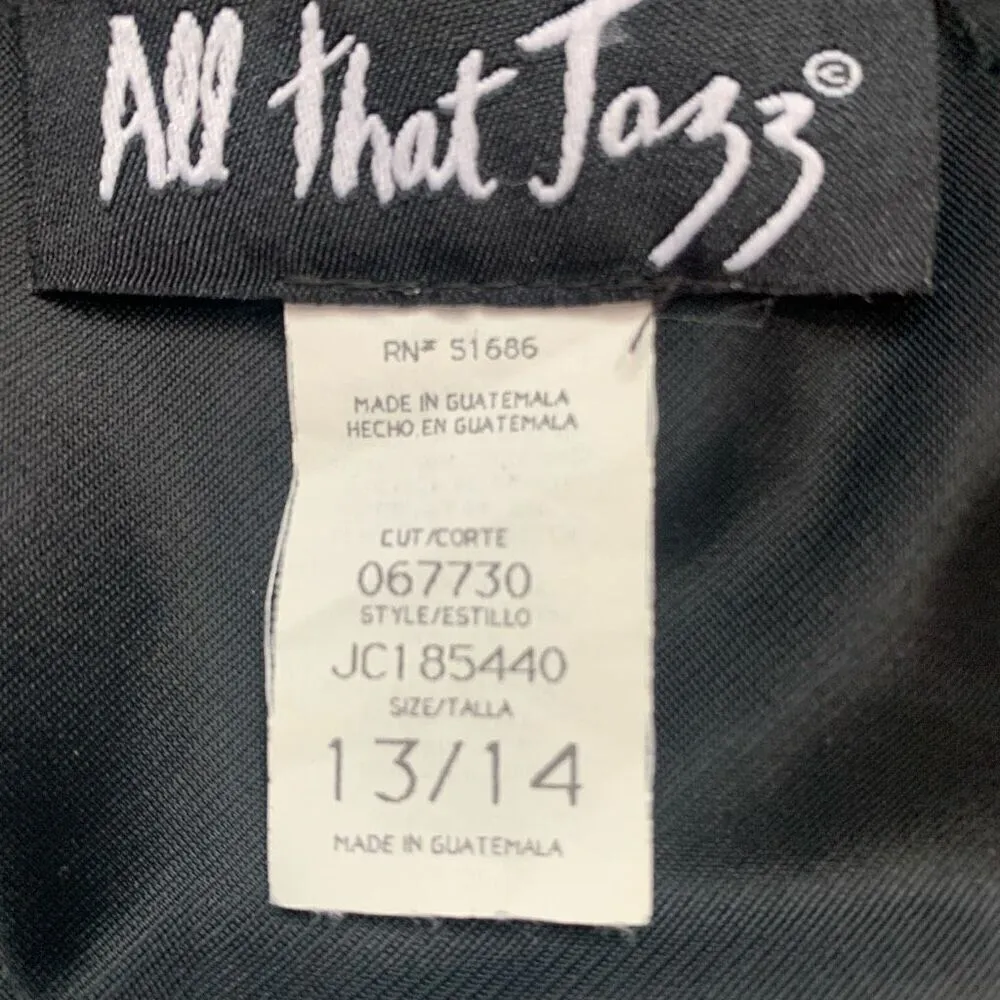 All that Jazz®
RN# 51686
MADE IN GUATEMALA
HECHO EN GUATEMALA
CUT/CORTE
067730
STYLE/ESTILLO
JC185440
SIZE/TALLA
13/14
MADE IN GUATEMALA